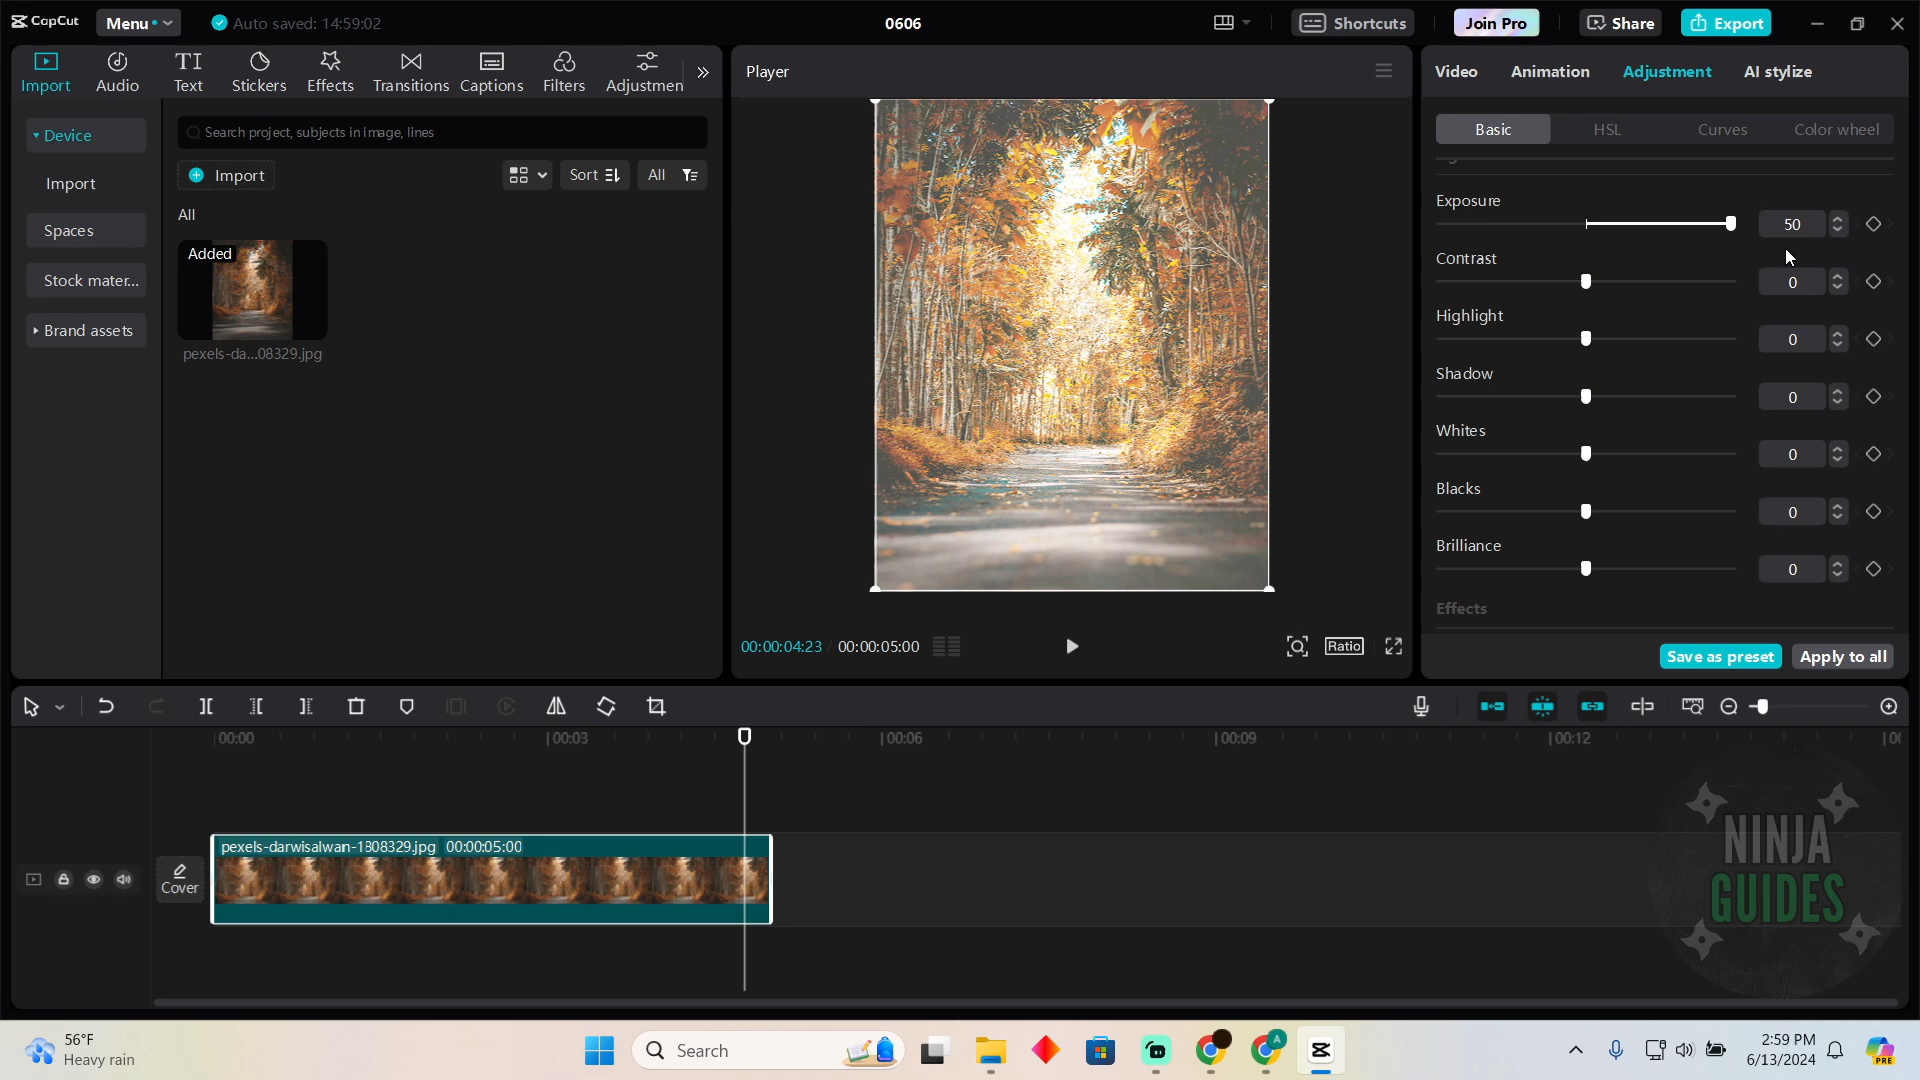 CapCut
Menu
Auto saved: 14:59:02
0606
Shortcuts
Join Pro
Share
Export
Import
Audio
Text
Stickers
Effects
Transitions
Captions
Filters
Adjustmen
Device
Import
Spaces
Stock mater...
Brand assets
Search project, subjects in image, lines
Import
Sort
All
All
Added
pexels-da...08329.jpg
Player
00:00:04:23
00:00:05:00
Ratio
Video
Animation
Adjustment
AI stylize
Basic
HSL
Curves
Color wheel
Exposure
50
Contrast
0
Highlight
0
Shadow
0
Whites
0
Blacks
0
Brilliance
0
Effects
Save as preset
Apply to all
00:00
00:03
00:06
00:09
00:12
Cover
pexels-darwisalwan-1808329.jpg 00:00:05:00
NINJA
GUIDES
56°F
Heavy rain
Search
A
2:59 PM
6/13/2024
PRE